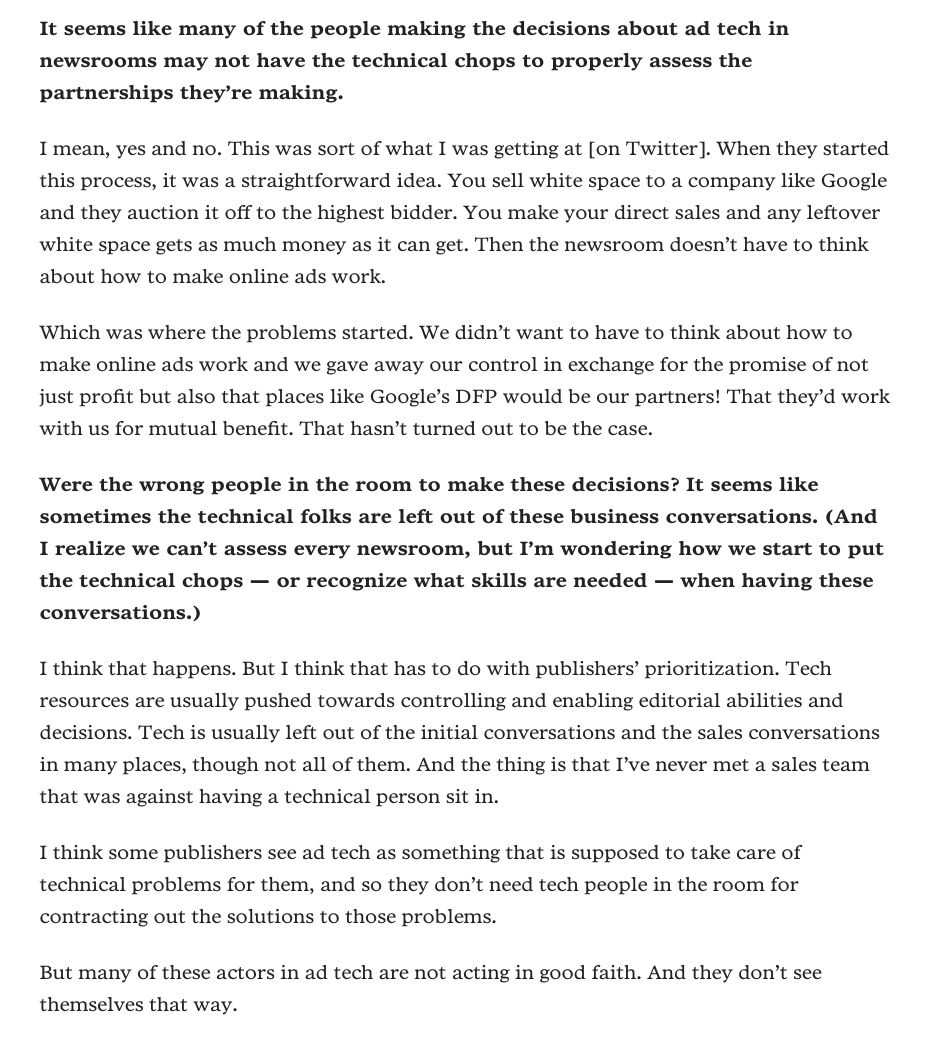 It seems like many of the people making the decisions about ad tech in
newsrooms may not have the technical chops to properly assess the
partnerships they’re making.
I mean, yes and no. This was sort of what I was getting at [on Twitter]. When they started
this process, it was a straightforward idea. You sell white space to a company like Google
and they auction it off to the highest bidder. You make your direct sales and any leftover
white space gets as much money as it can get. Then the newsroom doesn’t have to think
about how to make online ads work.
Which was where the problems started. We didn’t want to have to think about how to
make online ads work and we gave away our control in exchange for the promise of not
just profit but also that places like Google’s DFP would be our partners! That they’d work
with us for mutual benefit. That hasn’t turned out to be the case.
Were the wrong people in the room to make these decisions? It seems like
sometimes the technical folks are left out of these business conversations. (And
I realize we can’t assess every newsroom, but I’m wondering how we start to put
the technical chops — or recognize what skills are needed — when having these
conversations.)
I think that happens. But I think that has to do with publishers’ prioritization. Tech
resources are usually pushed towards controlling and enabling editorial abilities and
decisions. Tech is usually left out of the initial conversations and the sales conversations
in many places, though not all of them. And the thing is that I’ve never met a sales team
that was against having a technical person sit in.
I think some publishers see ad tech as something that is supposed to take care of
technical problems for them, and so they don’t need tech people in the room for
contracting out the solutions to those problems.
But many of these actors in ad tech are not acting in good faith. And they don’t see
themselves that way.